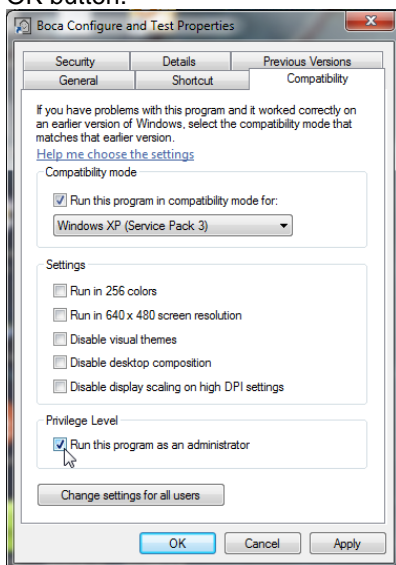 OK button.
Boca Configure and Test Properties
Security Details Previous Versions
General Shortcut Compatibility
If you have problems with this program and it worked correctly on
an earlier version of Windows, select the compatibility mode that
matches that earlier version.
Help me choose the settings
Compatibility mode
Run this program in compatibility mode for:
Windows XP (Service Pack 3)
Settings
Run in 256 colors
Run in 640 x 480 screen resolution
Disable visual themes
Disable desktop composition
Disable display scaling on high DPI settings
Privilege Level
Run this program as an administrator
Change settings for all users
OK Cancel Apply